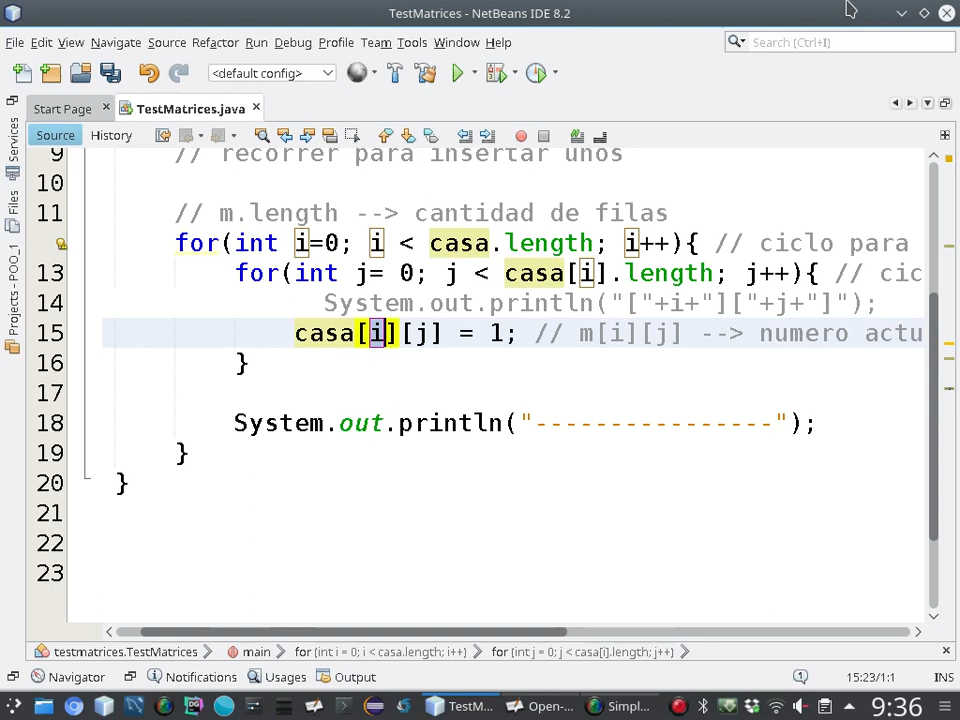 TestMatrices - NetBeans IDE 8.2
File Edit View Navigate Source Refactor Run Debug Profile Team Tools Window Help
Search (Ctrl+I)
<default config>
Start Page
TestMatrices.java
Source History
Services
Files
Projects - POO_1
9 // recorrer para insertar unos
10
11 // m.length --> cantidad de filas
for(int i=0; i < casa.length; i++){ // ciclo para
13 for(int j= 0; j < casa[i].length; j++){ // cic
14 System.out.println("["+i+"]["+j+"]");
15 casa[i][j] = 1; // m[i][j] --> numero actu
16 }
17
18 System.out.println("----------------");
19 }
20 }
21
22
23
testmatrices.TestMatrices main for (int i = 0; i < casa.length; i++) for (int j = 0; j < casa[i].length; j++)
Navigator Notifications Usages Output 15:23/1:1 INS
TestM... Open-... Simpl... 9:36